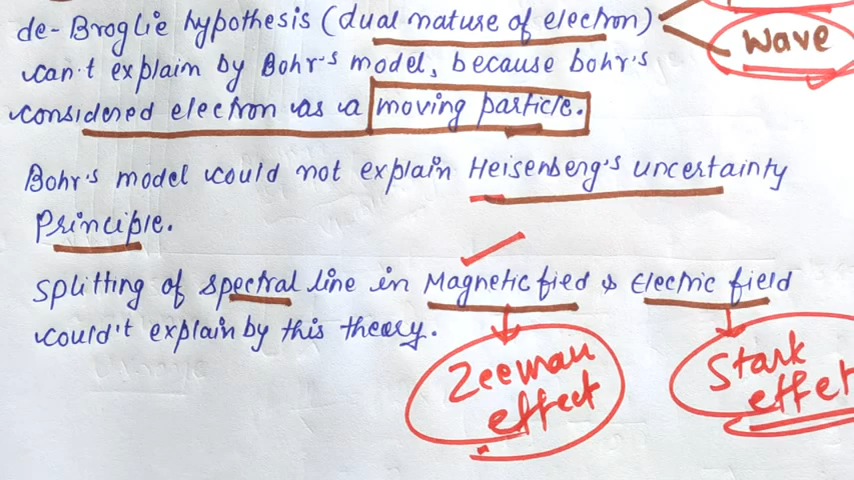 de-Broglie hypothesis (dual nature of electron)
Wave
can't explain by Bohr's model, because bohr's
considered electron as a moving particle.
Bohr's model could not explain Heisenberg's uncertainty
Principle.
Splitting of spectral line in Magnetic fied & Electric field
could't explain by this theory.
Zeeman
effect
Stark
effet